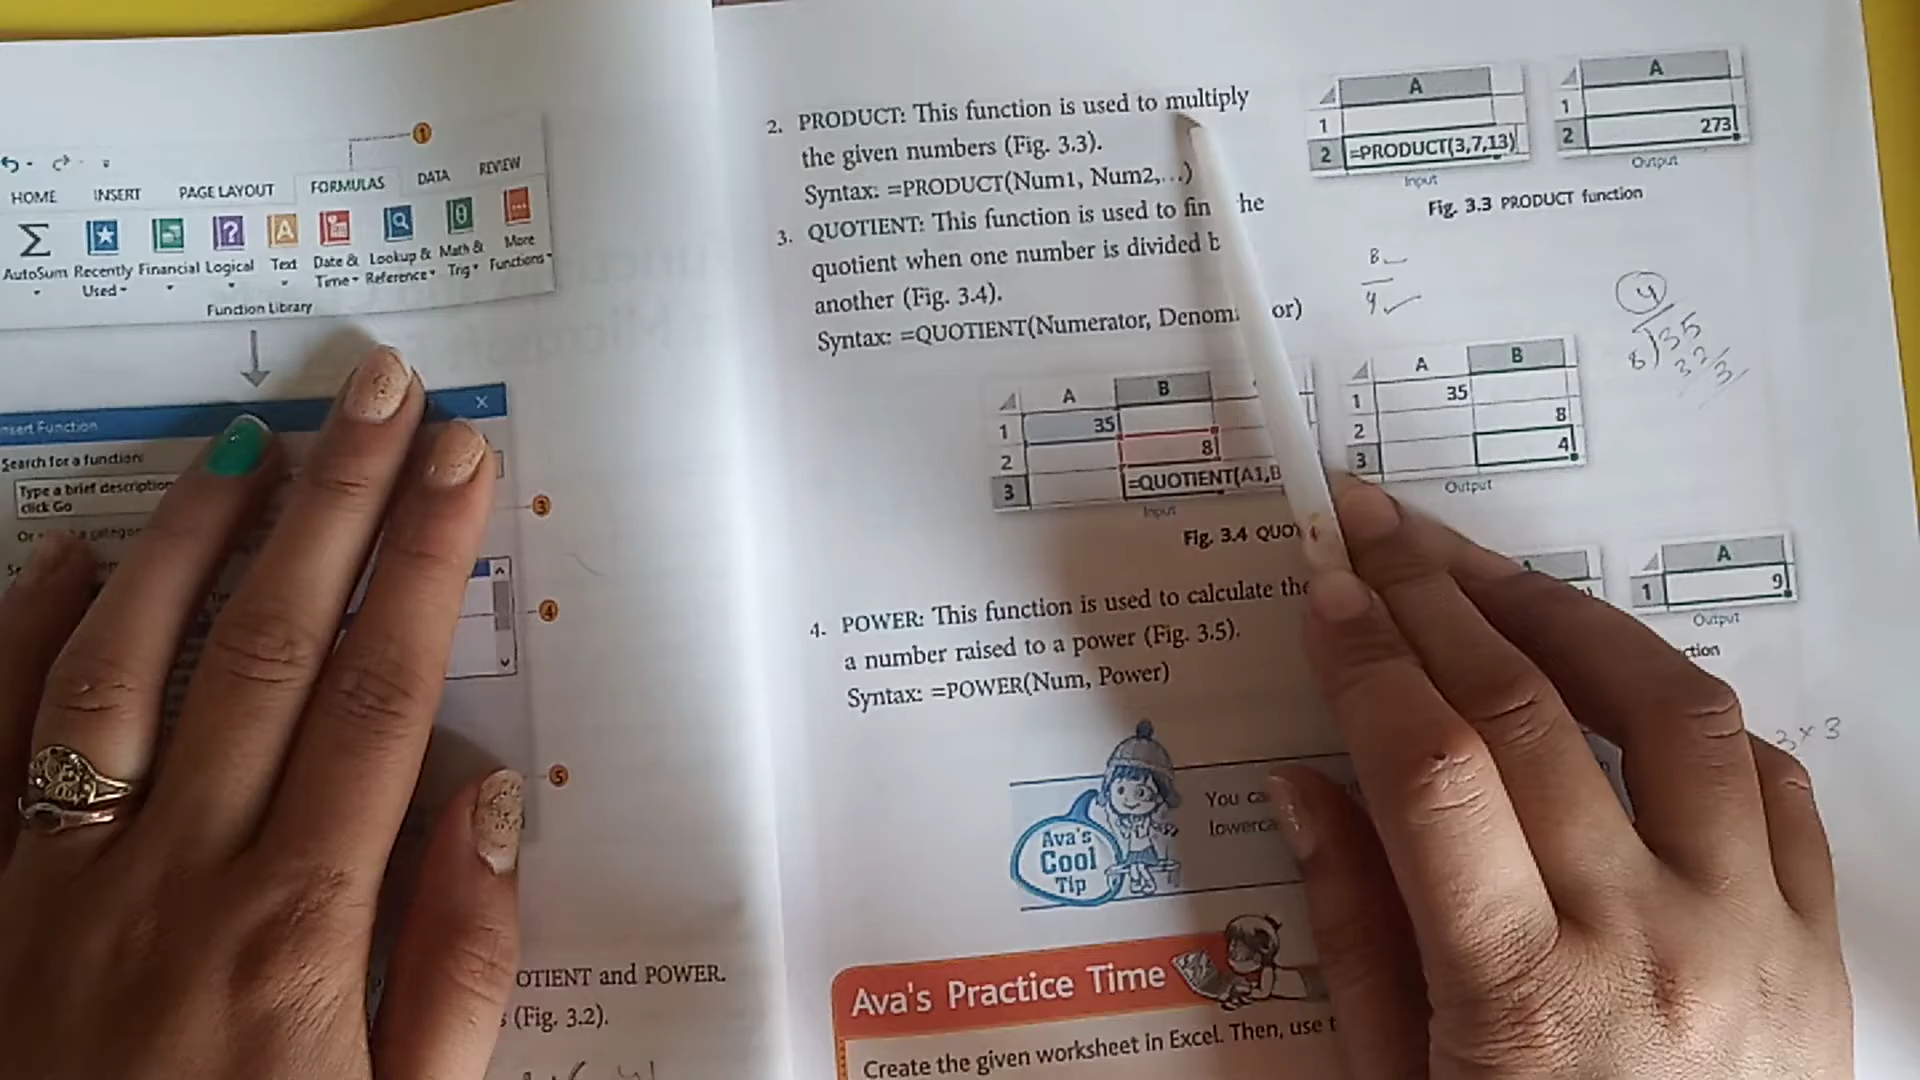 1
HOME INSERT PAGE LAYOUT FORMULAS DATA REVIEW
AutoSum Recently Used Financial Logical Text Date & Time Lookup & Reference Math & Trig More Functions
Function Library
Insert Function
Search for a function:
Type a brief description
click Go
Or
3
4
5
OTIENT and POWER.
(Fig. 3.2).
2. PRODUCT: This function is used to multiply
the given numbers (Fig. 3.3).
Syntax: =PRODUCT(Num1, Num2,...)
3. QUOTIENT: This function is used to fin he
quotient when one number is divided b
another (Fig. 3.4).
Syntax: =QUOTIENT(Numerator, Denom or)
A
1
2 =PRODUCT(3,7,13)
Input
A
1
2 273
Output
Fig. 3.3 PRODUCT function
4
8)35
32
3
A B
1 35
2 8
3 =QUOTIENT(A1,B
Input
A B
1 35
2 8
3 4
Output
Fig. 3.4 QUO
4. POWER: This function is used to calculate the
a number raised to a power (Fig. 3.5).
Syntax: =POWER(Num, Power)
A
1 9
Output
ction
3 × 3
Ava's
Cool
Tip
You ca
lowerca
Ava's Practice Time
Create the given worksheet in Excel. Then, use t